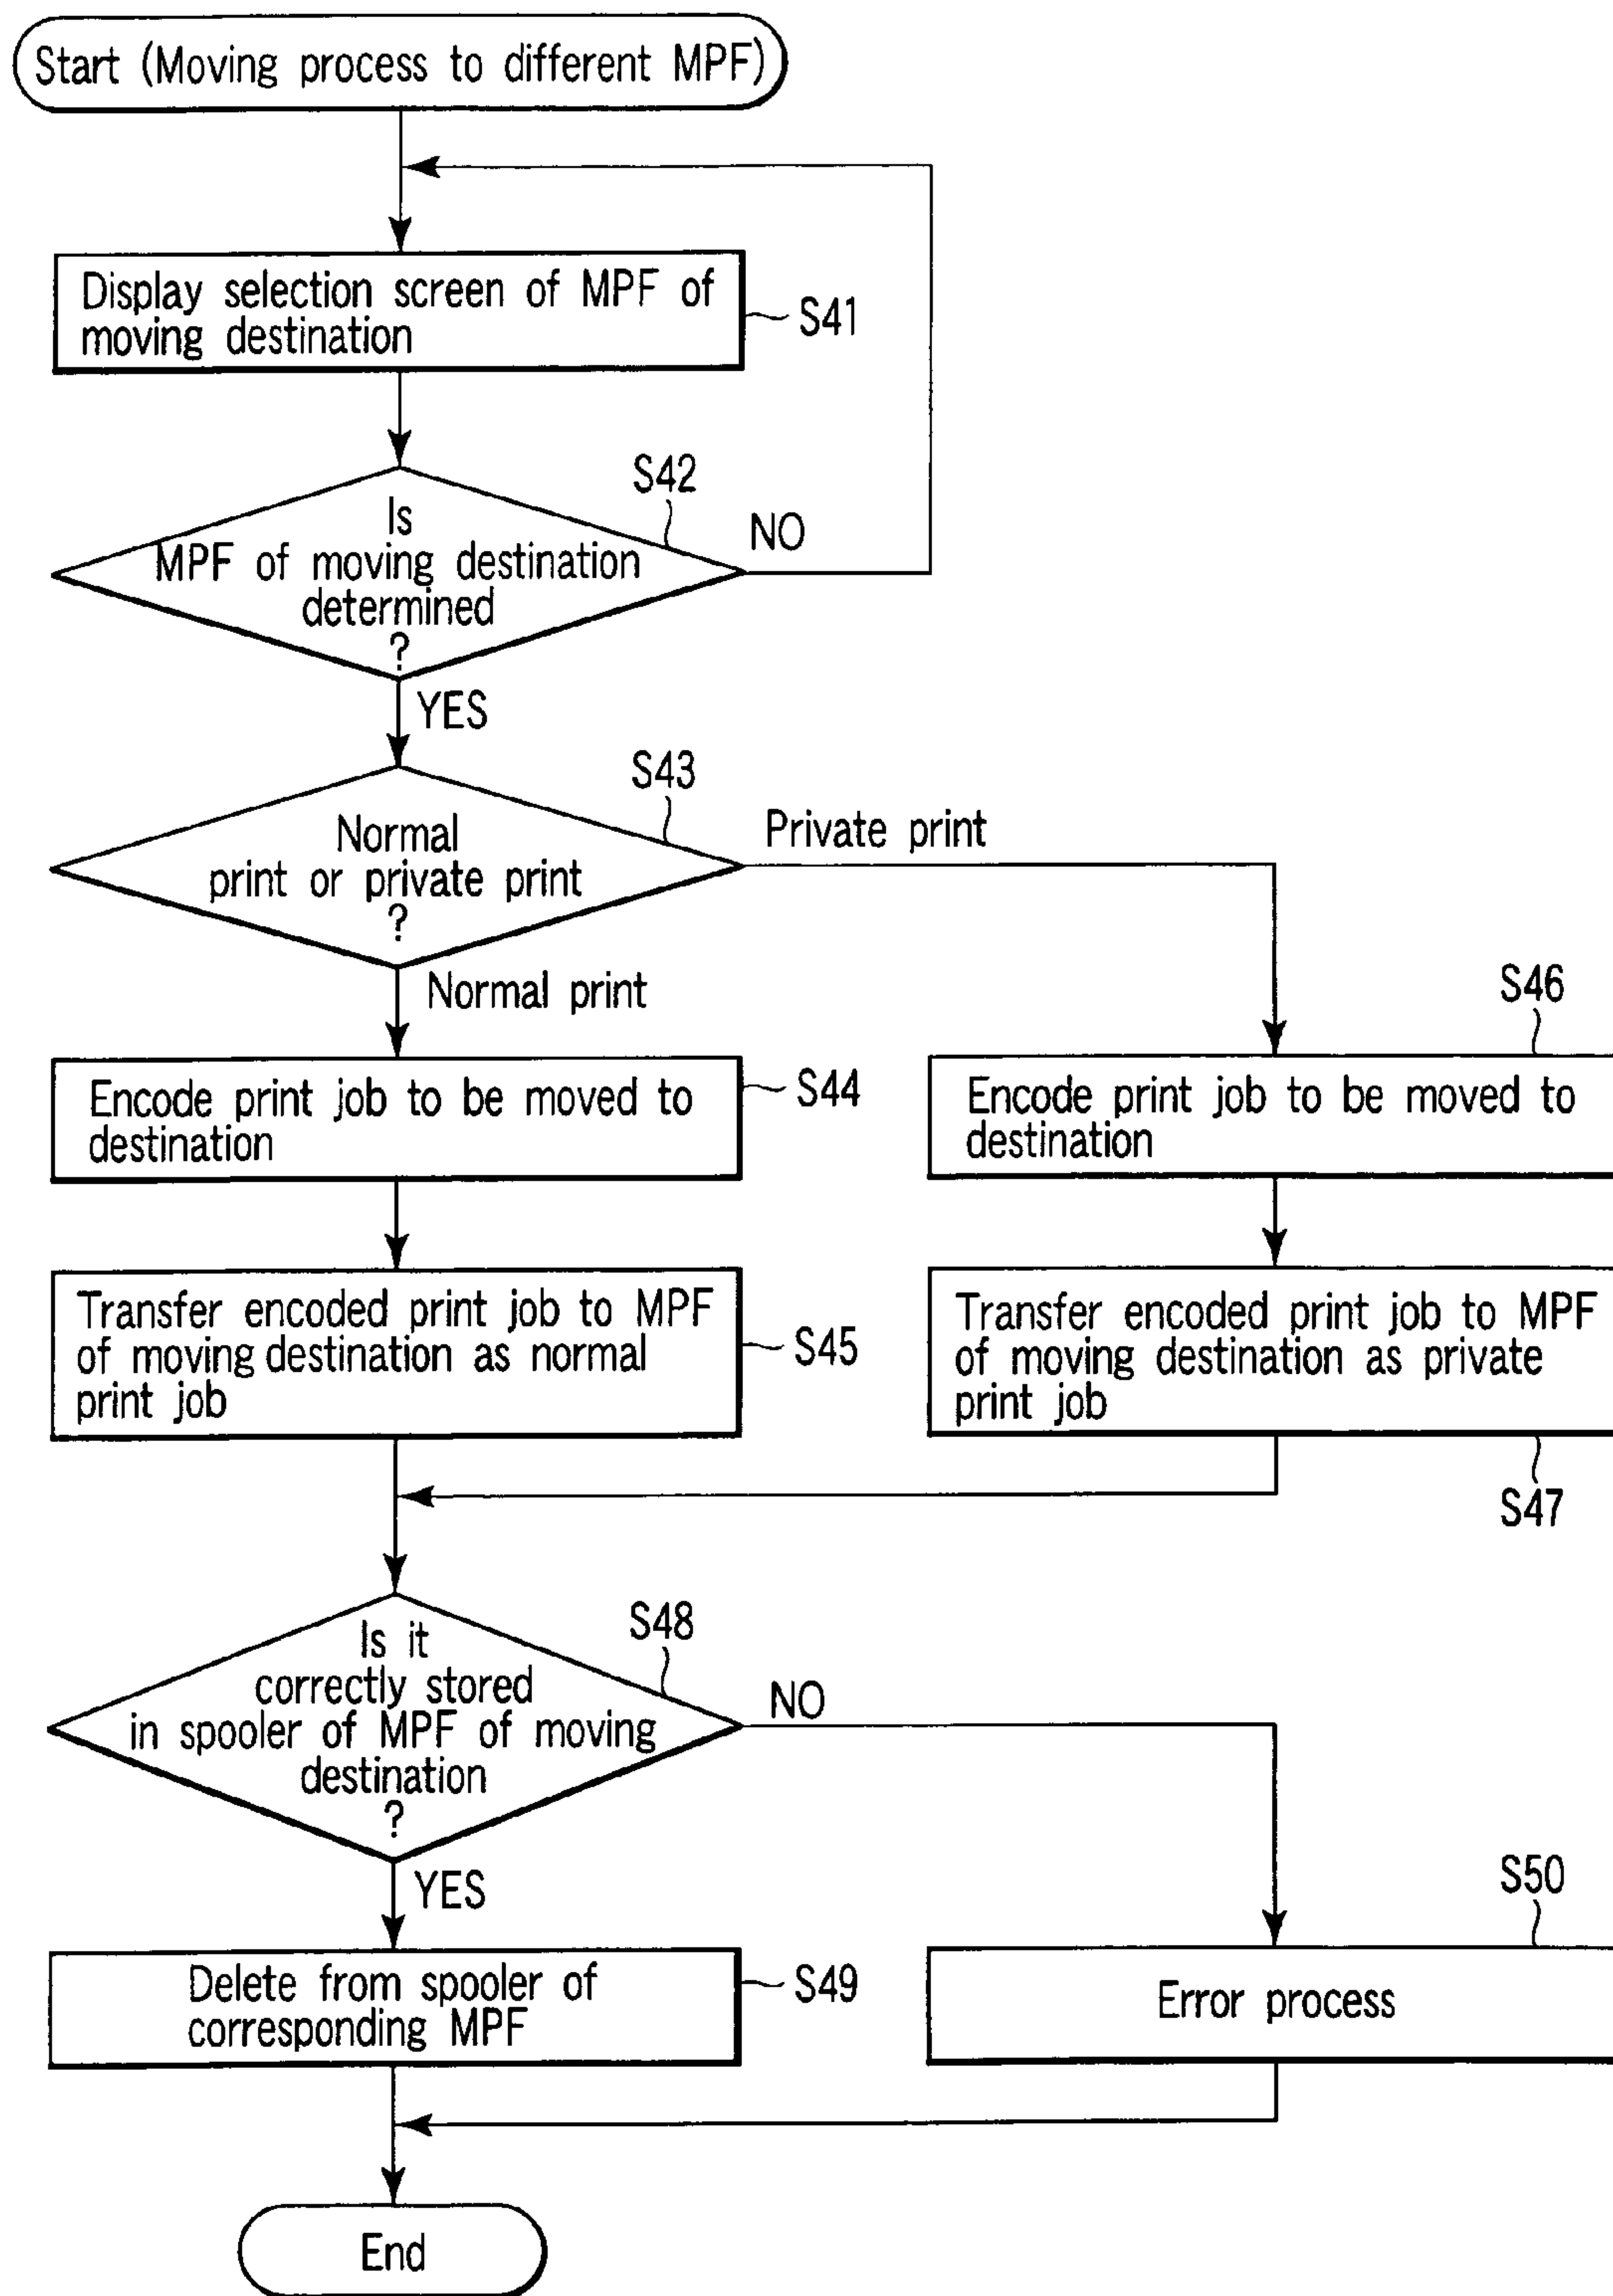 Start (Moving process to different MPF)
Display selection screen of MPF of
moving destination
S41
S42
Is
MPF of moving destination
determined
?
NO
YES
S43
Normal
print or private print
?
Private print
Normal print
S44
Encode print job to be moved to
destination
S46
Encode print job to be moved to
destination
Transfer encoded print job to MPF
of moving destination as normal
print job
S45
Transfer encoded print job to MPF
of moving destination as private
print job
S47
S48
Is it
correctly stored
in spooler of MPF of moving
destination
?
NO
YES
Delete from spooler of
corresponding MPF
S49
S50
Error process
End